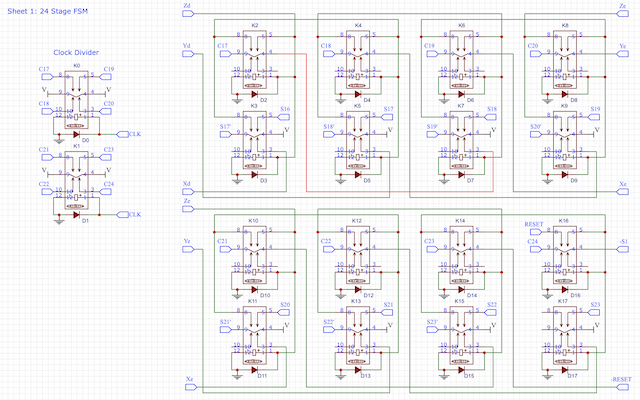 Sheet 1: 24 Stage FSM
Clock Divider
K0
C17 8 5 C19
V 9 4 V
C18 10 3 C20
12 1
D0 CLK
K1
C21 8 5 C23
V 9 4 V
C22 10 3 C24
12 1
D1 CLK
Zd Ze
Yd Ye
K2 K4 K6 K8
C17 C18 C19 C20
D2 D4 D6 D8
K3 K5 K7 K9
S16 S17 S18 S19
S17' S18' S19' S20'
V V V V
D3 D5 D7 D9
Xd Xe
Ze
K10 K12 K14 K16
RESET
Ye C21 C22 C23 C24 -S1
D10 D12 D14 D16
K11 K13 K15 K17
S20 S21 S22 S23
S21' S22' S23'
V V V V
D11 D13 D15 D17
Xe -RESET